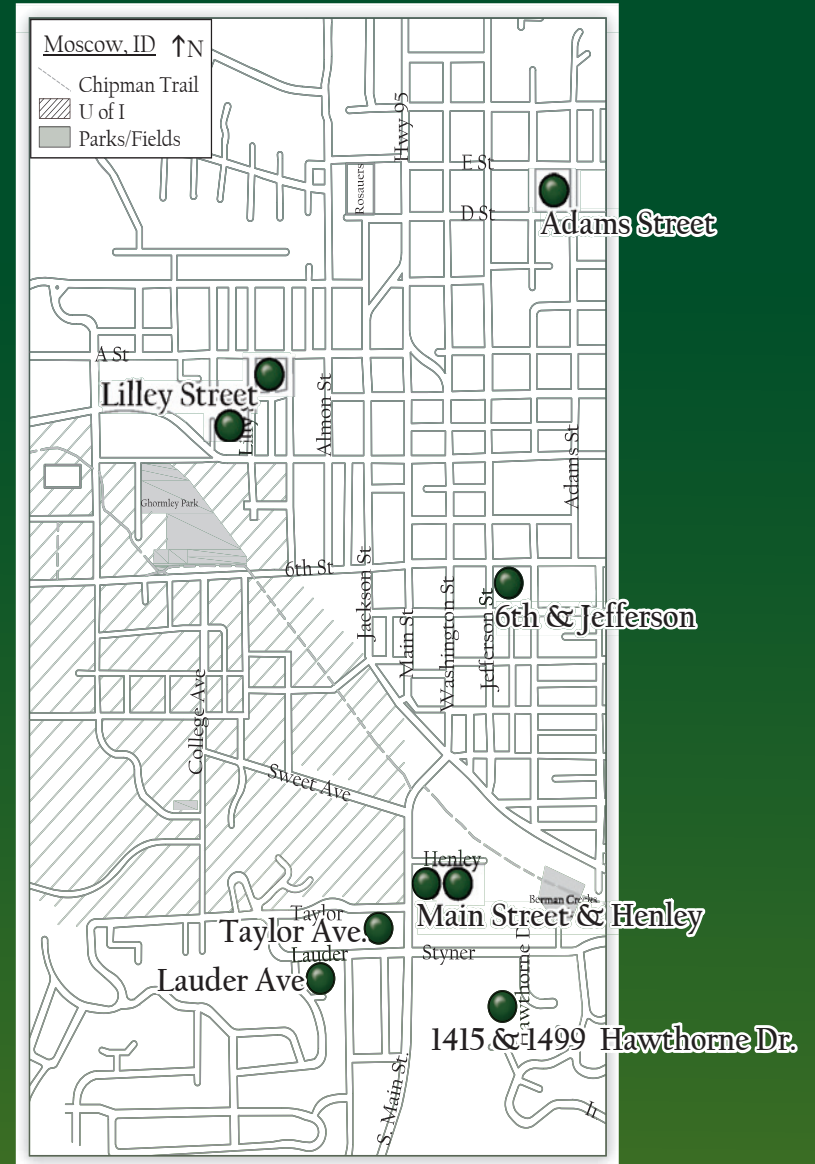 Moscow, ID ↑N
Chipman Trail
U of I
Parks/Fields
Hwy 95
E St
Rosauers
D St
Adams Street
A St
Lilley Street
Almon St
Adams St
Ghormley Park
6th St
Jackson St
Main St
Washington St
Jefferson St
6th & Jefferson
College Ave
Sweet Ave
Henley
Main Street & Henley
Taylor
Taylor Ave.
Lauder
Styner
Lauder Ave
1415 & 1499 Hawthorne Dr.
S. Main St.